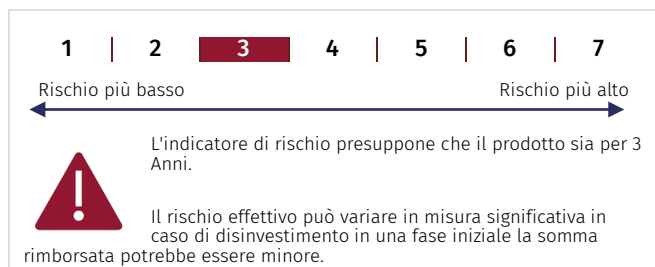 1 2 3 4 5 6 7
Rischio più basso Rischio più alto
L'indicatore di rischio presuppone che il prodotto sia per 3
Anni.
Il rischio effettivo può variare in misura significativa in
caso di disinvestimento in una fase iniziale la somma
rimborsata potrebbe essere minore.